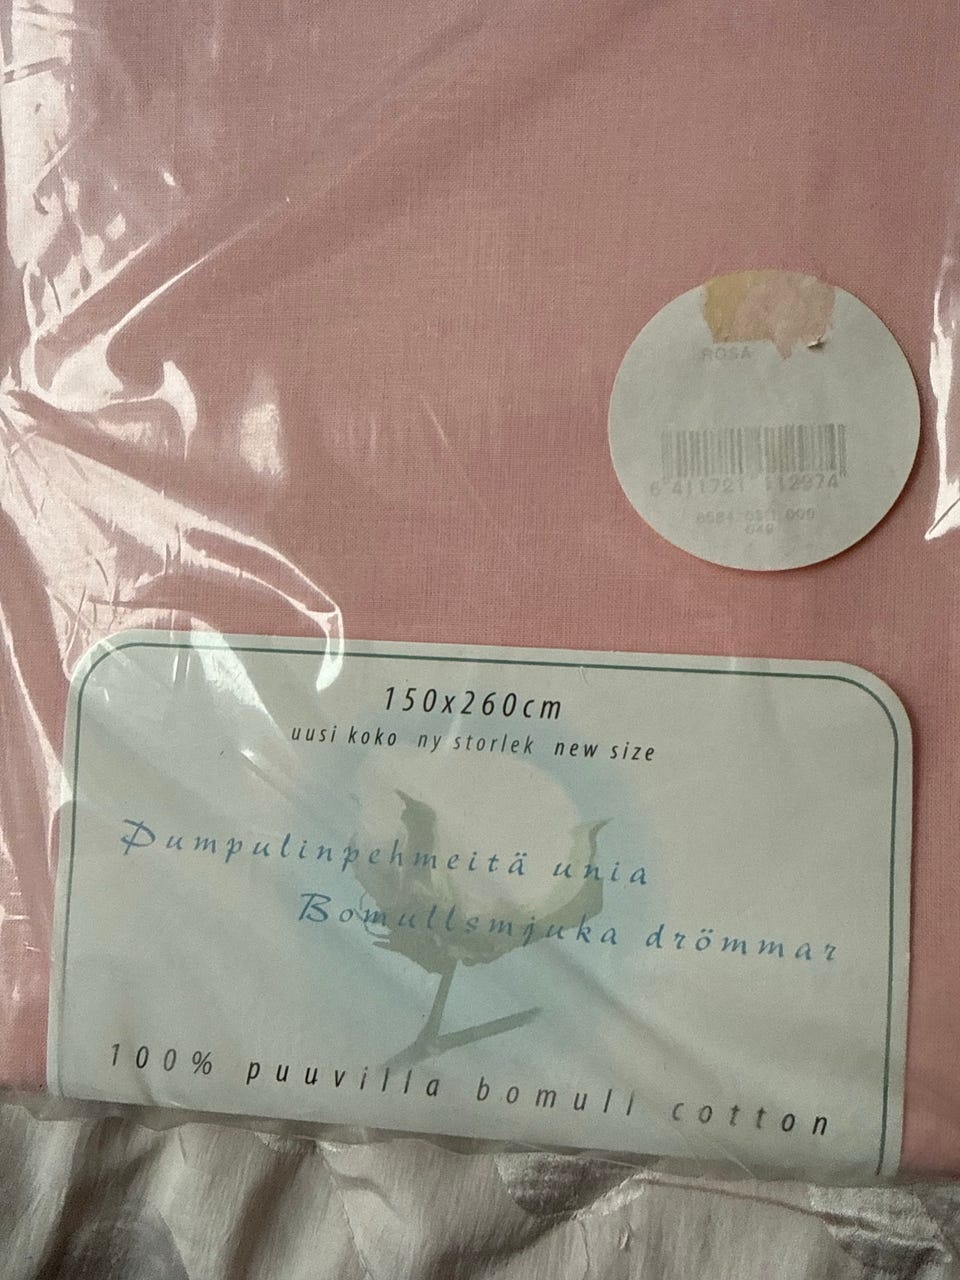 ROSA
6 411721 112974
150x260cm
uusi koko ny storlek new size
Pumpulinpehmeitä unia
Bomullsmjuka drömmar
100% puuvilla bomull cotton